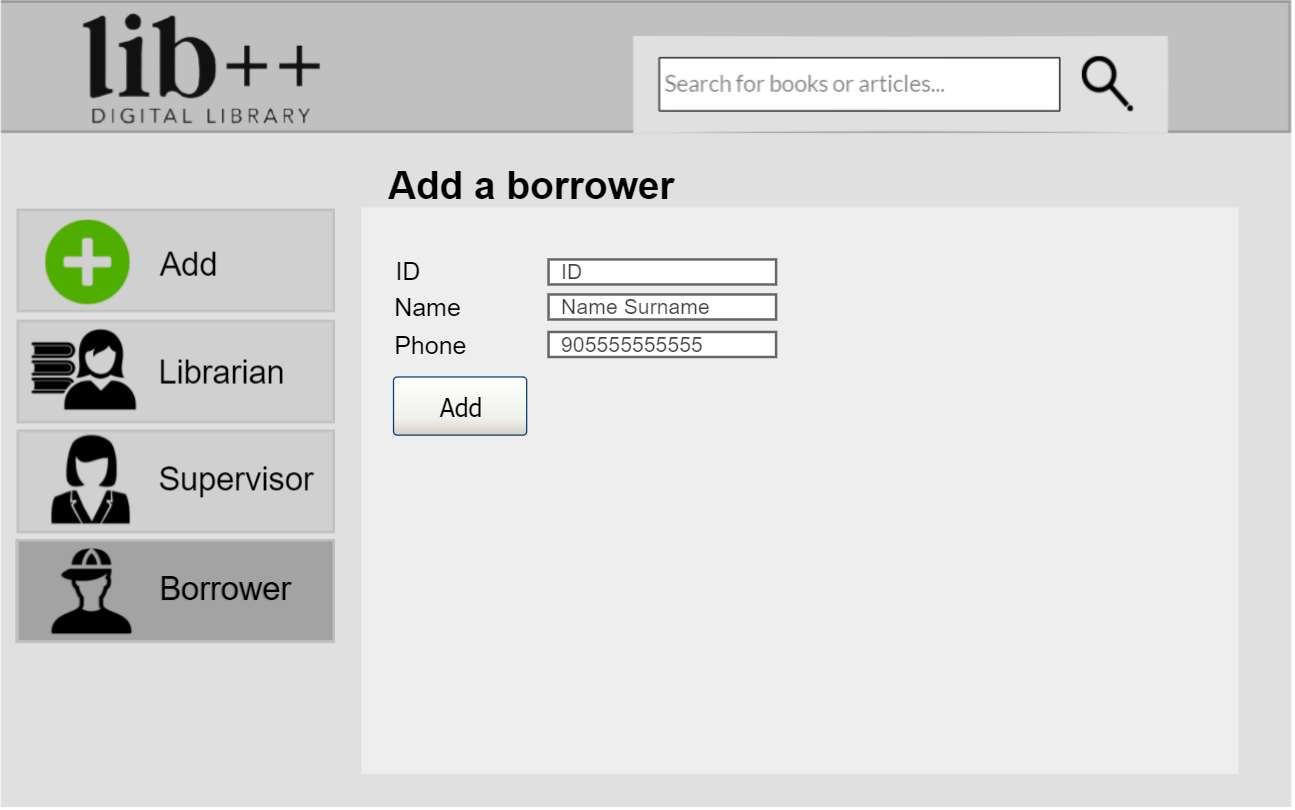 lib++
DIGITAL LIBRARY
Search for books or articles...
Add a borrower
Add
Librarian
Supervisor
Borrower
ID ID
Name Name Surname
Phone 905555555555
Add